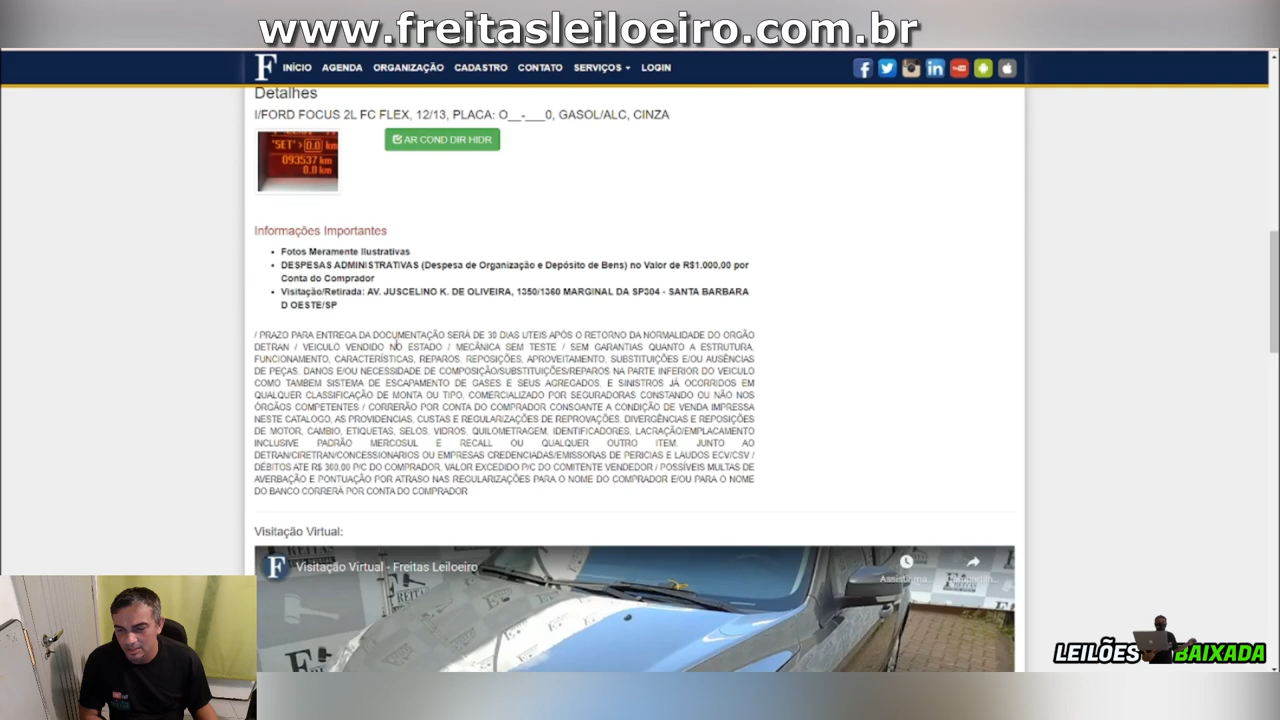 www.freitasleiloeiro.com.br
F INÍCIO AGENDA ORGANIZAÇÃO CADASTRO CONTATO SERVIÇOS LOGIN
Detalhes
I/FORD FOCUS 2L FC FLEX, 12/13, PLACA: O__-___0, GASOL/ALC, CINZA
'SET' > 0.0 km
093537 km
0.0 km
AR COND DIR HIDR
Informações Importantes
• Fotos Meramente Ilustrativas
• DESPESAS ADMINISTRATIVAS (Despesa de Organização e Depósito de Bens) no Valor de R$1.000,00 por
Conta do Comprador
• Visitação/Retirada: AV. JUSCELINO K. DE OLIVEIRA, 1350/1360 MARGINAL DA SP304 - SANTA BARBARA
D OESTE/SP
/ PRAZO PARA ENTREGA DA DOCUMENTAÇÃO SERÁ DE 30 DIAS UTEIS APÓS O RETORNO DA NORMALIDADE DO ORGÃO
DETRAN / VEICULO VENDIDO NO ESTADO / MECÂNICA SEM TESTE / SEM GARANTIAS QUANTO A ESTRUTURA,
FUNCIONAMENTO, CARACTERÍSTICAS, REPAROS, REPOSIÇÕES, APROVEITAMENTO, SUBSTITUIÇÕES E/OU AUSÊNCIAS
DE PEÇAS, DANOS E/OU NECESSIDADE DE COMPOSIÇÃO/SUBSTITUIÇÕES/REPAROS NA PARTE INFERIOR DO VEICULO
COMO TAMBEM SISTEMA DE ESCAPAMENTO DE GASES E SEUS AGREGADOS, E SINISTROS JÁ OCORRIDOS EM
QUALQUER CLASSIFICAÇÃO DE MONTA OU TIPO, COMERCIALIZADO POR SEGURADORAS CONSTANDO OU NÃO NOS
ÓRGÃOS COMPETENTES / CORRERÃO POR CONTA DO COMPRADOR CONSOANTE A CONDIÇÃO DE VENDA IMPRESSA
NESTE CATALOGO, AS PROVIDENCIAS, CUSTAS E REGULARIZAÇÕES DE REPROVAÇÕES, DIVERGÊNCIAS E REPOSIÇÕES
DE MOTOR, CAMBIO, ETIQUETAS, SELOS, VIDROS, QUILOMETRAGEM, IDENTIFICADORES, LACRAÇÃO/EMPLACAMENTO
INCLUSIVE PADRÃO MERCOSUL E RECALL OU QUALQUER OUTRO ITEM, JUNTO AO
DETRAN/CIRETRAN/CONCESSIONARIOS OU EMPRESAS CREDENCIADAS/EMISSORAS DE PERICIAS E LAUDOS ECV/CSV /
DÉBITOS ATE R$ 300,00 P/C DO COMPRADOR, VALOR EXCEDIDO P/C DO COMITENTE VENDEDOR / POSSÍVEIS MULTAS DE
AVERBAÇÃO E PONTUAÇÃO POR ATRASO NAS REGULARIZAÇÕES PARA O NOME DO COMPRADOR E/OU PARA O NOME
DO BANCO CORRERÁ POR CONTA DO COMPRADOR
Visitação Virtual:
F Visitação Virtual - Freitas Leiloeiro
LEILÕES BAIXADA